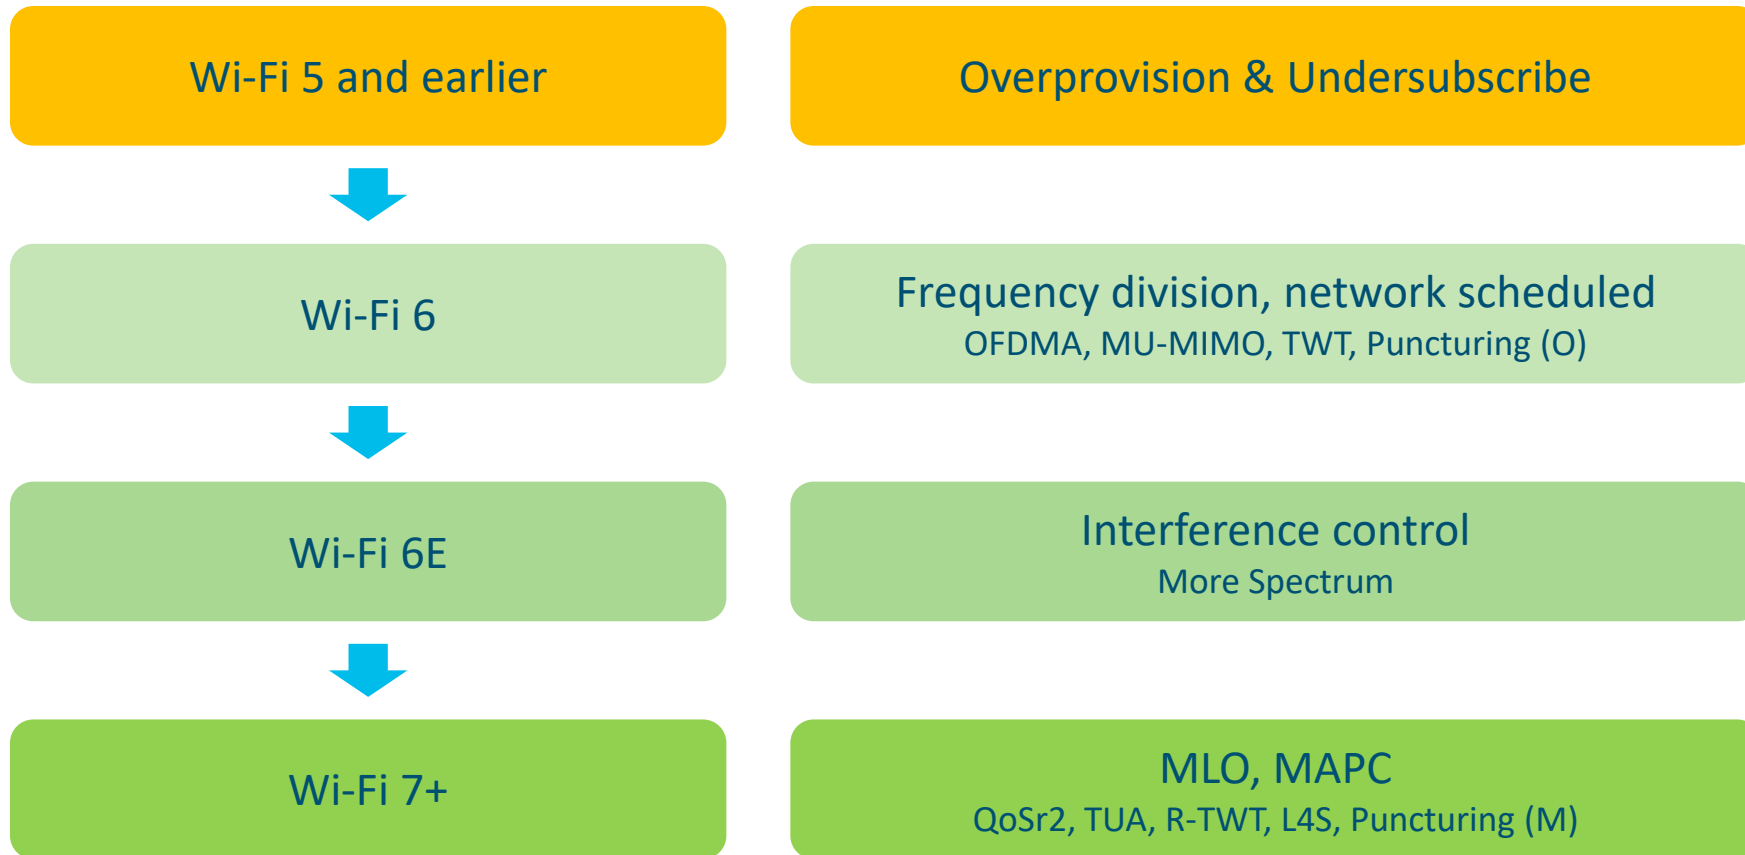 Wi-Fi 5 and earlier
Overprovision & Undersubscribe
Wi-Fi 6
Frequency division, network scheduled
OFDMA, MU-MIMO, TWT, Puncturing (O)
Wi-Fi 6E
Interference control
More Spectrum
Wi-Fi 7+
MLO, MAPC
QoSr2, TUA, R-TWT, L4S, Puncturing (M)